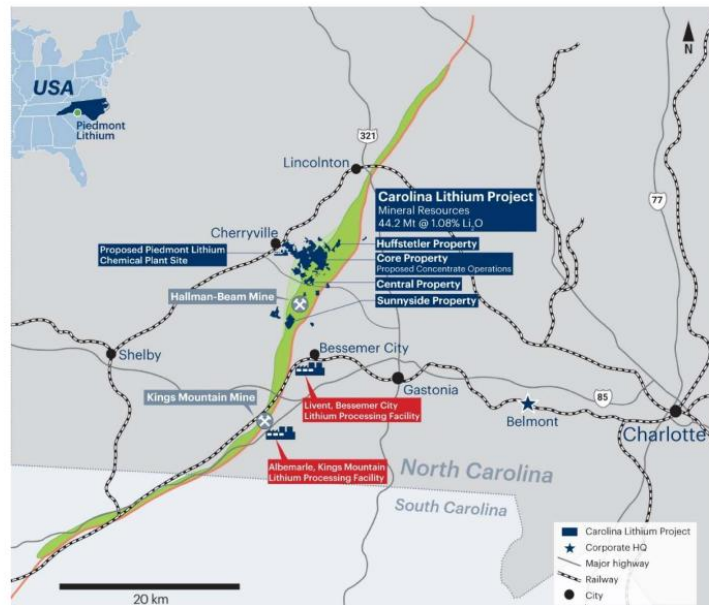 USA
Piedmont
Lithium
N
321
Lincolnton
77
Carolina Lithium Project
Mineral Resources
44.2 Mt @ 1.08% Li₂O
Cherryville
Huffstetler Property
Proposed Piedmont Lithium
Chemical Plant Site
Core Property
Proposed Concentrate Operations
Central Property
Hallman-Beam Mine
Sunnyside Property
Shelby
Bessemer City
Gastonia
Kings Mountain Mine
Livent, Bessemer City
Lithium Processing Facility
85
Belmont
Charlotte
Albemarle, Kings Mountain
Lithium Processing Facility
North Carolina
South Carolina
Carolina Lithium Project
Corporate HQ
Major highway
Railway
City
20 km